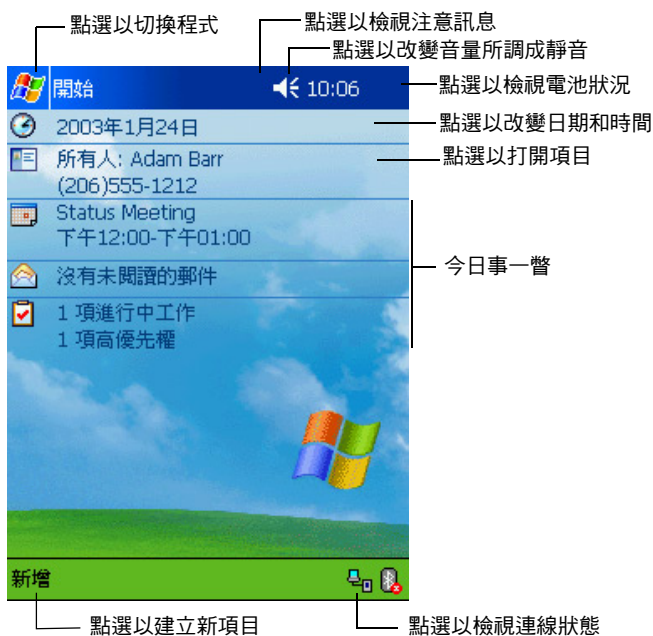 點選以切換程式
點選以檢視注意訊息
點選以改變音量所調成靜音
開始 10:06
點選以檢視電池狀況
2003年1月24日
點選以改變日期和時間
所有人: Adam Barr
(206)555-1212
點選以打開項目
Status Meeting
下午12:00-下午01:00
今日事一瞥
沒有未閱讀的郵件
1 項進行中工作
1 項高優先權
新增
點選以建立新項目
點選以檢視連線狀態